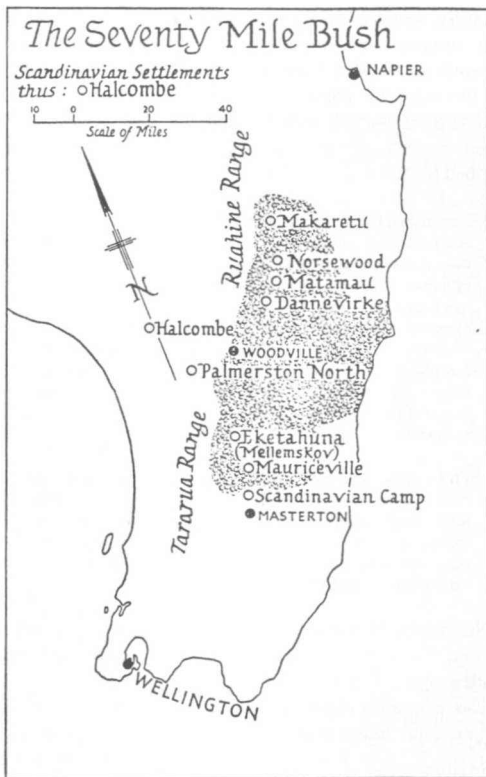 The Seventy Mile Bush
Scandinavian Settlements
thus: Halcombe
10 0 20 40
Scale of Miles
NAPIER
Ruahine Range
Makaretu
Norsewood
Matamau
Dannevirke
N
Halcombe
WOODVILLE
Palmerston North
Tararua Range
Eketahuna
(Mellemskov)
Mauriceville
Scandinavian Camp
MASTERTON
WELLINGTON